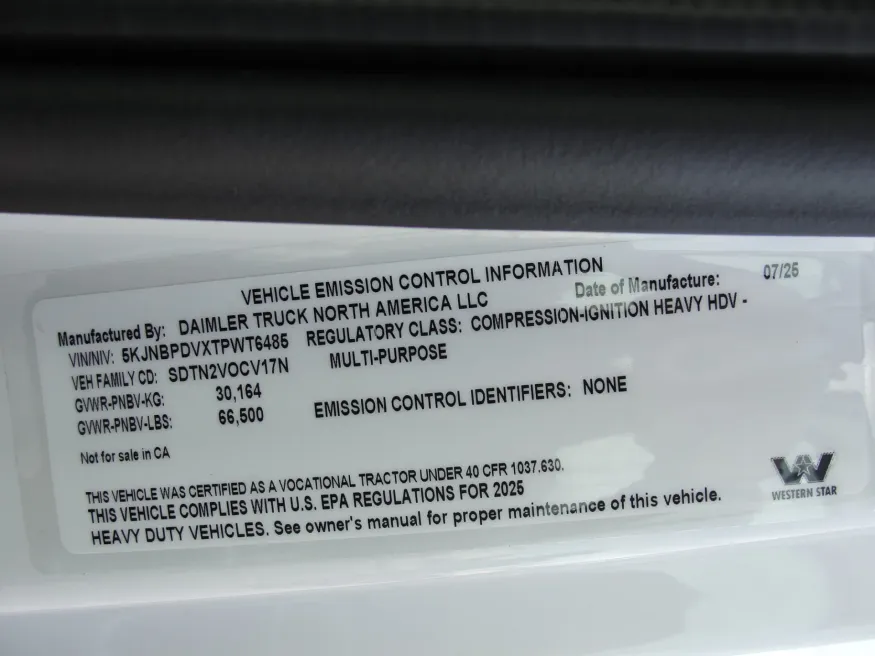 VEHICLE EMISSION CONTROL INFORMATION
Manufactured By: DAIMLER TRUCK NORTH AMERICA LLC Date of Manufacture: 07/25
VIN/NIV: 5KJNBPDVXTPWT6485 REGULATORY CLASS: COMPRESSION-IGNITION HEAVY HDV -
VEH FAMILY CD: SDTN2VOCV17N MULTI-PURPOSE
GVWR-PNBV-KG: 30,164
GVWR-PNBV-LBS: 66,500 EMISSION CONTROL IDENTIFIERS: NONE
Not for sale in CA
THIS VEHICLE WAS CERTIFIED AS A VOCATIONAL TRACTOR UNDER 40 CFR 1037.630.
THIS VEHICLE COMPLIES WITH U.S. EPA REGULATIONS FOR 2025
HEAVY DUTY VEHICLES. See owner's manual for proper maintenance of this vehicle.
WESTERN STAR